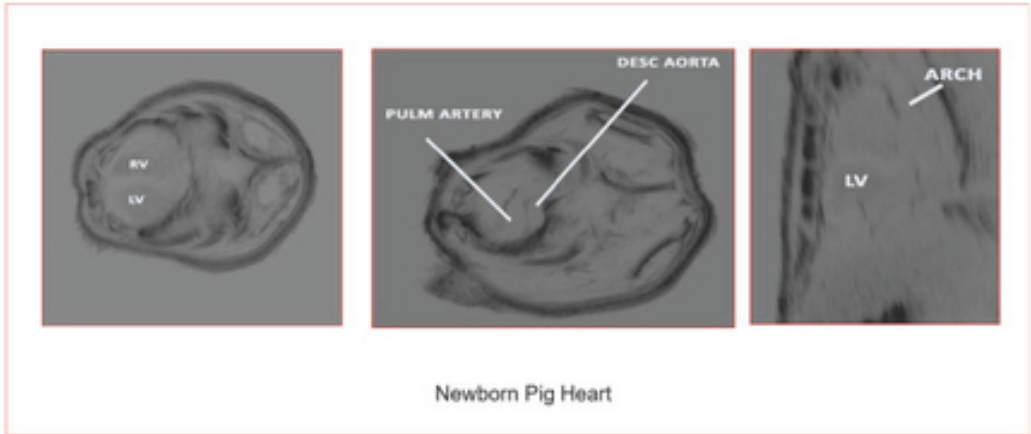 RV
LV
DESC AORTA
PULM ARTERY
ARCH
LV
Newborn Pig Heart